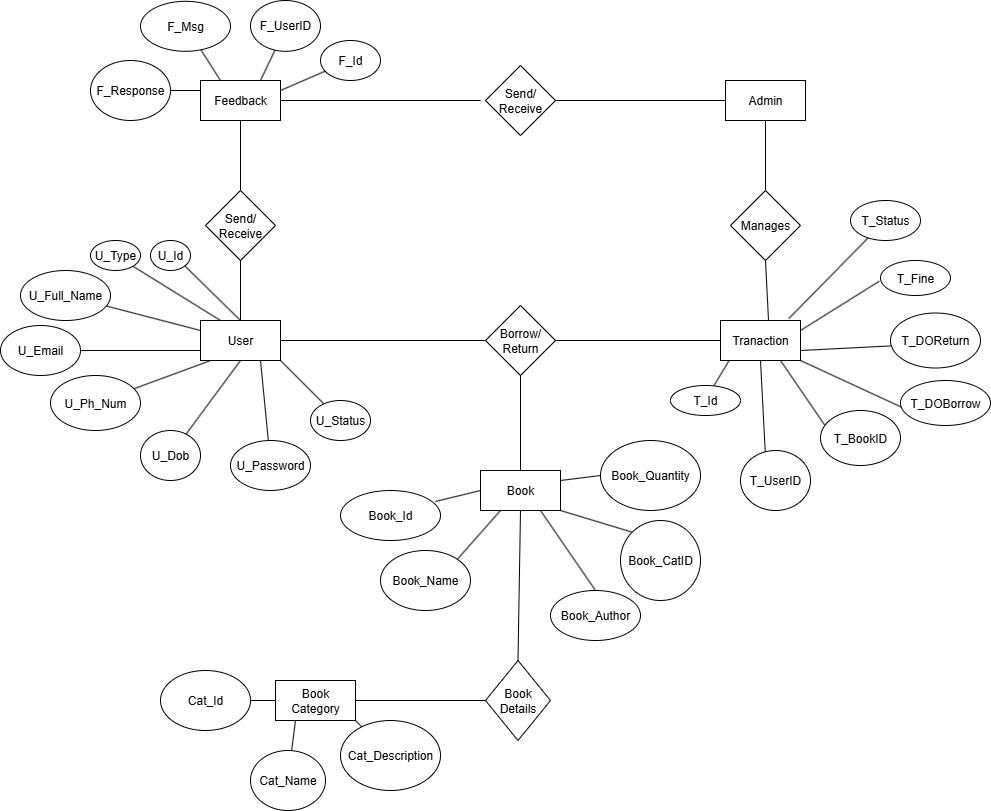 F_Msg
F_UserID
F_Id
F_Response
Feedback
Send/
Receive
Admin
Send/
Receive
Manages
T_Status
U_Type
U_Id
T_Fine
U_Full_Name
User
Borrow/
Return
Tranaction
T_DOReturn
U_Email
U_Ph_Num
T_Id
T_DOBorrow
U_Status
T_BookID
U_Dob
U_Password
T_UserID
Book
Book_Quantity
Book_Id
Book_CatID
Book_Name
Book_Author
Cat_Id
Book
Category
Book
Details
Cat_Description
Cat_Name